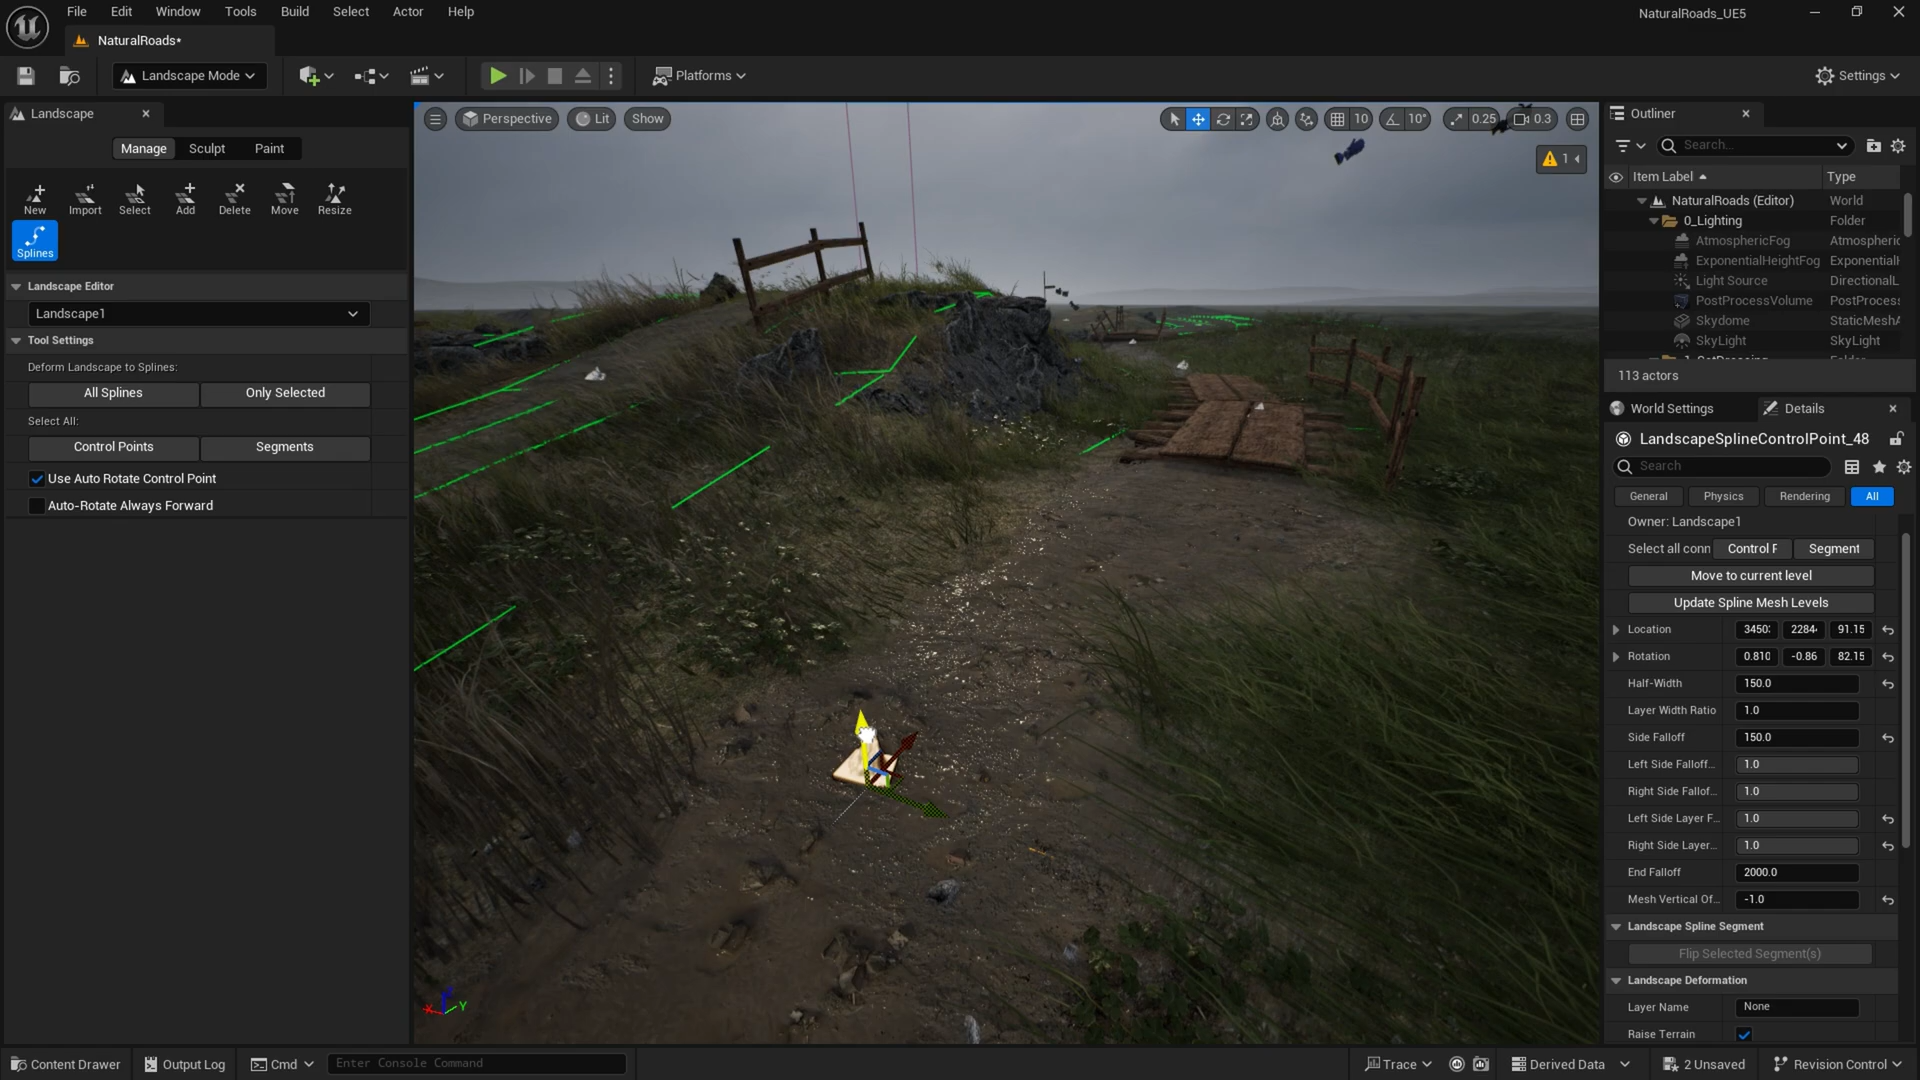 File Edit Window Tools Build Select Actor Help
NaturalRoads_UE5
NaturalRoads*
Landscape Mode
Platforms
Settings
Landscape
Manage Sculpt Paint
New Import Select Add Delete Move Resize
Splines
Landscape Editor
Landscape1
Tool Settings
Deform Landscape to Splines:
All Splines Only Selected
Select All:
Control Points Segments
Use Auto Rotate Control Point
Auto-Rotate Always Forward
Perspective Lit Show
10 10° 0.25 0.3
1
Outliner
Search...
Item Label Type
NaturalRoads (Editor) World
0_Lighting Folder
AtmosphericFog Atmospheric
ExponentialHeightFog Exponential
Light Source DirectionalL
PostProcessVolume PostProcess
Skydome StaticMeshA
SkyLight SkyLight
113 actors
World Settings Details
LandscapeSplineControlPoint_48
Search
General Physics Rendering All
Owner: Landscape1
Select all conn Control F Segment
Move to current level
Update Spline Mesh Levels
Location 3450 2284 91.15
Rotation 0.810 -0.86 82.15
Half-Width 150.0
Layer Width Ratio 1.0
Side Falloff 150.0
Left Side Falloff... 1.0
Right Side Fallof... 1.0
Left Side Layer F... 1.0
Right Side Layer... 1.0
End Falloff 2000.0
Mesh Vertical Of... -1.0
Landscape Spline Segment
Flip Selected Segment(s)
Landscape Deformation
Layer Name None
Raise Terrain
X Y
Content Drawer Output Log Cmd Enter Console Command Trace Derived Data 2 Unsaved Revision Control